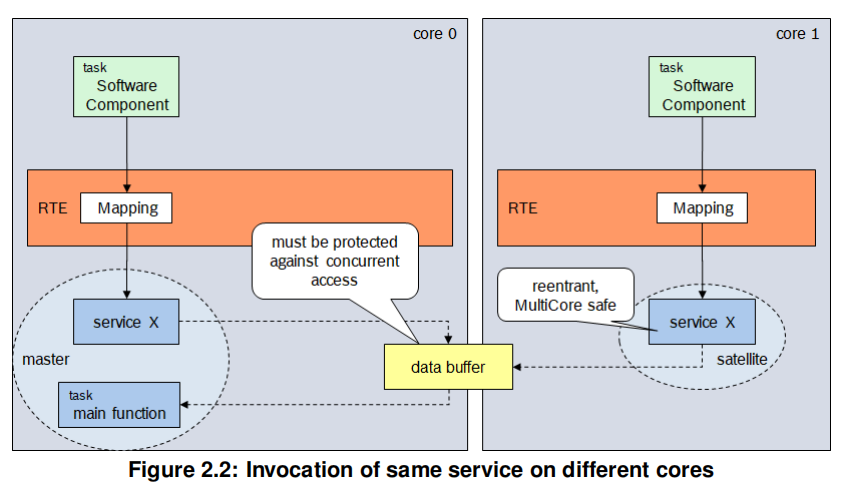 core 0
task
Software
Component
RTE
Mapping
must be protected
against concurrent
access
service X
master
task
main function
data buffer
core 1
task
Software
Component
RTE
Mapping
reentrant,
MultiCore safe
service X
satellite
Figure 2.2: Invocation of same service on different cores